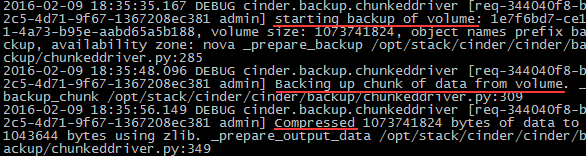 2016-02-09 18:35:35.167 DEBUG cinder.backup.chunkeddriver [req-344040f8-b
2c5-4d71-9f67-1367208ec381 admin] starting backup of volume: 1e7f6bd7-ce1
1-4a73-b95e-aabd65a5b188, volume size: 1073741824, object names prefix ba
ckup, availability zone: nova _prepare_backup /opt/stack/cinder/cinder/ba
ckup/chunkeddriver.py:285
2016-02-09 18:35:48.096 DEBUG cinder.backup.chunkeddriver [req-344040f8-b
2c5-4d71-9f67-1367208ec381 admin] Backing up chunk of data from volume. _
backup_chunk /opt/stack/cinder/cinder/backup/chunkeddriver.py:309
2016-02-09 18:35:56.149 DEBUG cinder.backup.chunkeddriver [req-344040f8-b
2c5-4d71-9f67-1367208ec381 admin] Compressed 1073741824 bytes of data to
1043644 bytes using zlib. _prepare_output_data /opt/stack/cinder/cinder/b
ackup/chunkeddriver.py:349